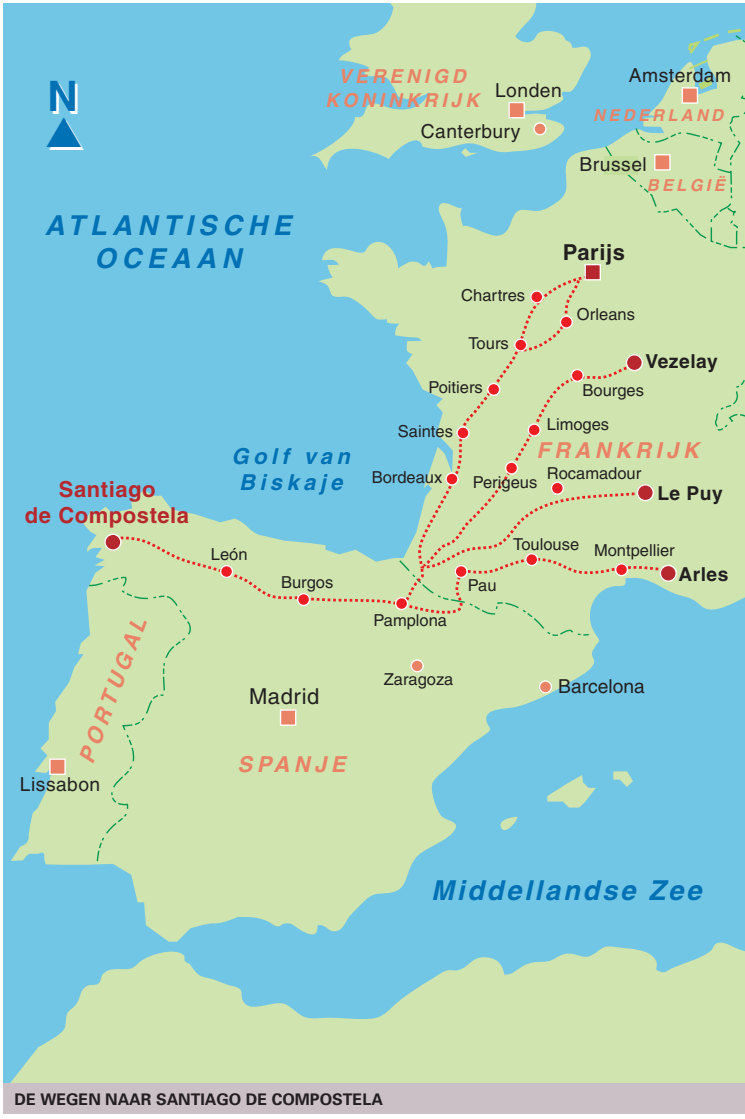 N
VERENIGD
KONINKRIJK
Londen
Canterbury
Amsterdam
NEDERLAND
Brussel
BELGIË
ATLANTISCHE
OCEAAN
Parijs
Chartres
Orleans
Tours
Vezelay
Bourges
Poitiers
Limoges
Saintes
FRANKRIJK
Golf van
Biskaje
Bordeaux
Perigeus
Rocamadour
Le Puy
Santiago
de Compostela
León
Burgos
Pamplona
Pau
Toulouse
Montpellier
Arles
Zaragoza
Barcelona
Madrid
PORTUGAL
SPANJE
Lissabon
Middellandse Zee
DE WEGEN NAAR SANTIAGO DE COMPOSTELA